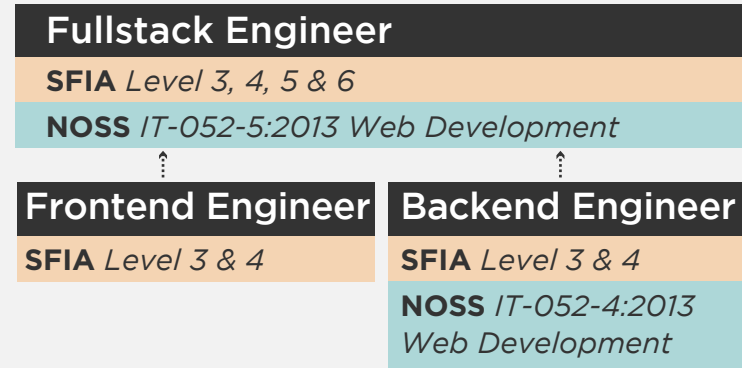 Fullstack Engineer
SFIA Level 3, 4, 5 & 6
NOSS IT-052-5:2013 Web Development
Frontend Engineer
SFIA Level 3 & 4
Backend Engineer
SFIA Level 3 & 4
NOSS IT-052-4:2013
Web Development